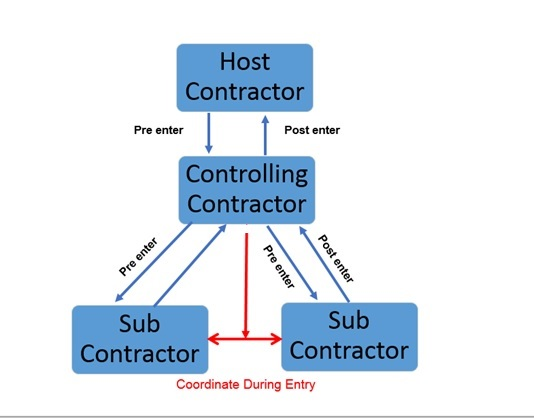 Host
Contractor
Pre enter
Post enter
Controlling
Contractor
Pre enter
Pre enter
Post enter
Sub
Contractor
Sub
Contractor
Coordinate During Entry